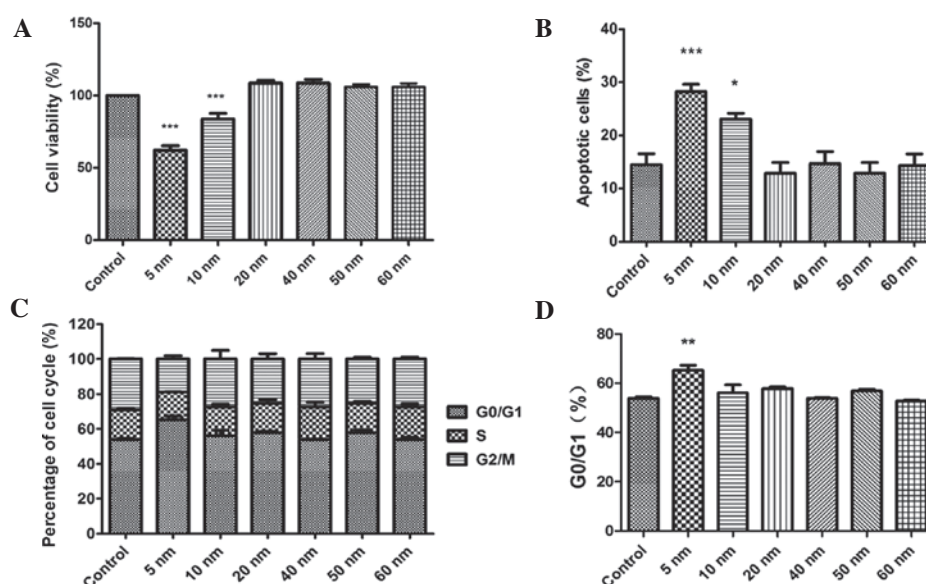 A
Cell viability (%)
150
100
50
0
***
***
Control
5 nm
10 nm
20 nm
40 nm
50 nm
60 nm
B
Apoptotic cells (%)
40
30
20
10
0
***
*
Control
5 nm
10 nm
20 nm
40 nm
50 nm
60 nm
C
Percentage of cell cycle (%)
120
100
80
60
40
20
0
Control
5 nm
10 nm
20 nm
40 nm
50 nm
60 nm
G0/G1
S
G2/M
D
G0/G1 (%)
80
60
40
20
0
**
Control
5 nm
10 nm
20 nm
40 nm
50 nm
60 nm